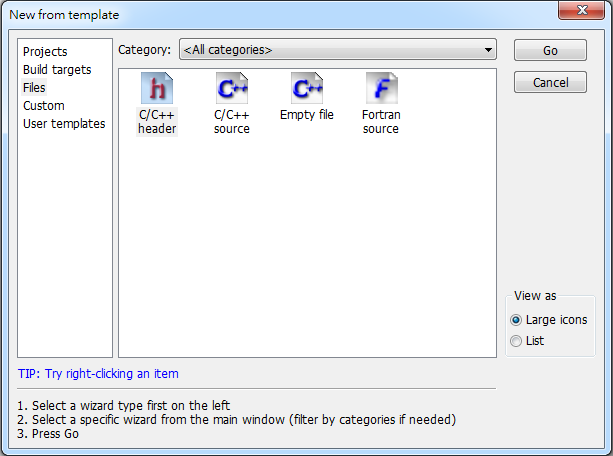 New from template
Projects
Build targets
Files
Custom
User templates
Category:
<All categories>
Go
Cancel
h
C/C++
header
C++
C/C++
source
C++
Empty file
F
Fortran
source
View as
Large icons
List
TIP: Try right-clicking an item
1. Select a wizard type first on the left
2. Select a specific wizard from the main window (filter by categories if needed)
3. Press Go